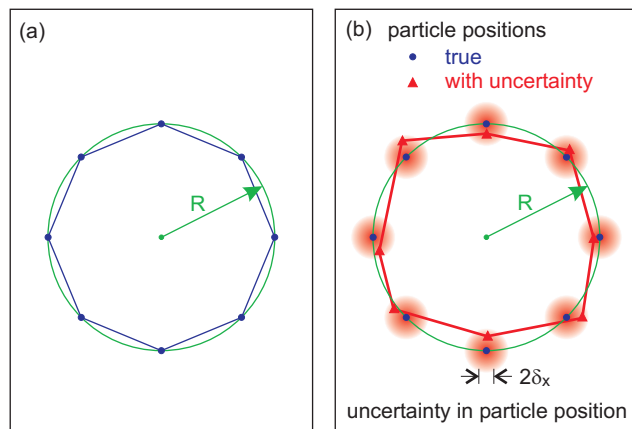 (a)
R
(b) particle positions
true
with uncertainty
R
2δx
uncertainty in particle position